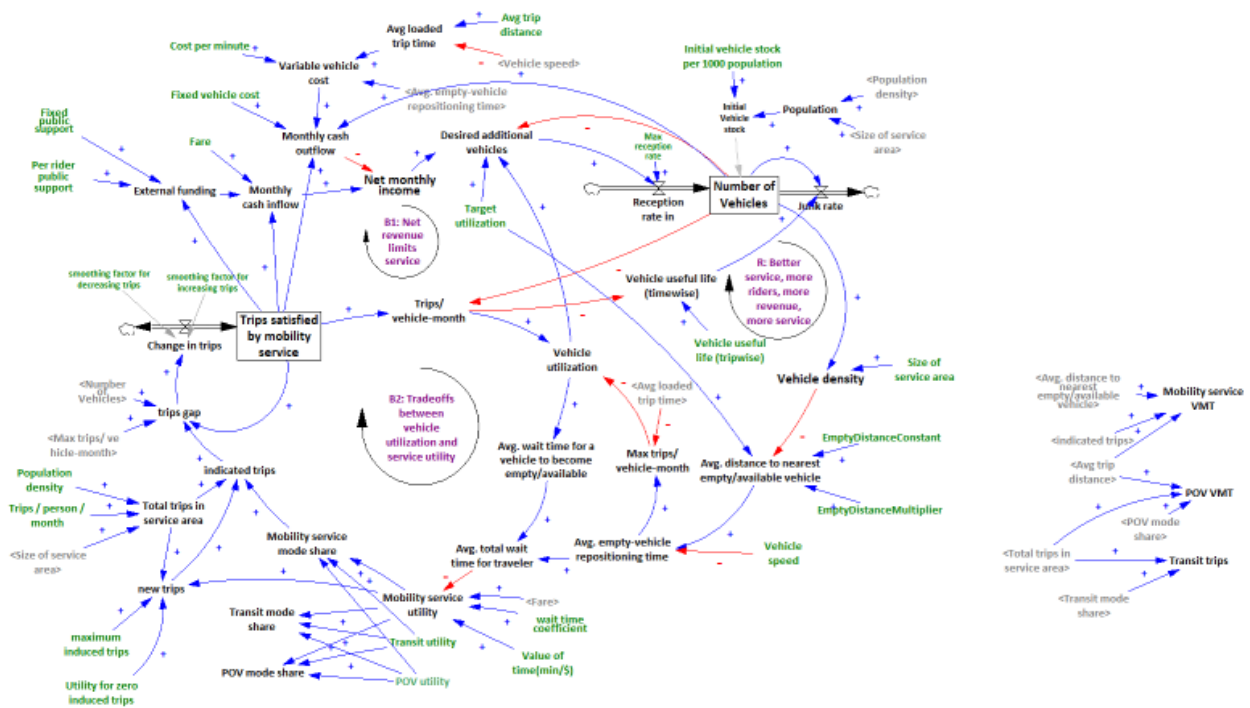 Avg trip
distance
Avg loaded
trip time
Cost per minute
Variable vehicle
cost
<Vehicle speed>
<Avg. empty-vehicle
repositioning time>
Fixed vehicle cost
Initial vehicle stock
per 1000 population
<Population
density>
Initial
Vehicle
stock
Population
<Size of service
area>
Fixed
public
support
Fare
Monthly cash
outflow
Desired additional
vehicles
Max
reception
rate
Per rider
public
support
External funding
Monthly
cash inflow
Net monthly
income
Reception
rate in
Number of
Vehicles
Junk rate
Target
utilization
B1: Net
revenue
limits
service
R: Better
service, more
riders, more
revenue,
more service
smoothing factor for
decreasing trips
smoothing factor for
increasing trips
Vehicle useful life
(timewise)
Trips/
vehicle-month
Trips satisfied
by mobility
service
Change in trips
Vehicle useful
life (tripwise)
Vehicle
utilization
Vehicle density
Size of
service area
<Number
of
Vehicles>
<Avg loaded
trip time>
<Avg. distance to
nearest
empty/available
vehicle>
Mobility service
VMT
trips gap
B2: Tradeoffs
between
vehicle
utilization and
service utility
<Max trips/ ve
hicle-month>
<indicated trips>
EmptyDistanceConstant
Avg. wait time for a
vehicle to become
empty/available
Max trips/
vehicle-month
Avg. distance to nearest
empty/available vehicle
indicated trips
<Avg trip
distance>
Population
density
Trips / person /
month
Total trips in
service area
POV VMT
EmptyDistanceMultiplier
<POV mode
share>
<Size of service
area>
Mobility service
mode share
Avg. total wait
time for traveler
Avg. empty-vehicle
repositioning time
Vehicle
speed
<Total trips in
service area>
Transit trips
new trips
Mobility service
utility
<Fare>
<Transit mode
share>
Transit mode
share
wait time
coefficient
maximum
induced trips
Transit utility
Value of
time(min/$)
POV mode share
POV utility
Utility for zero
induced trips